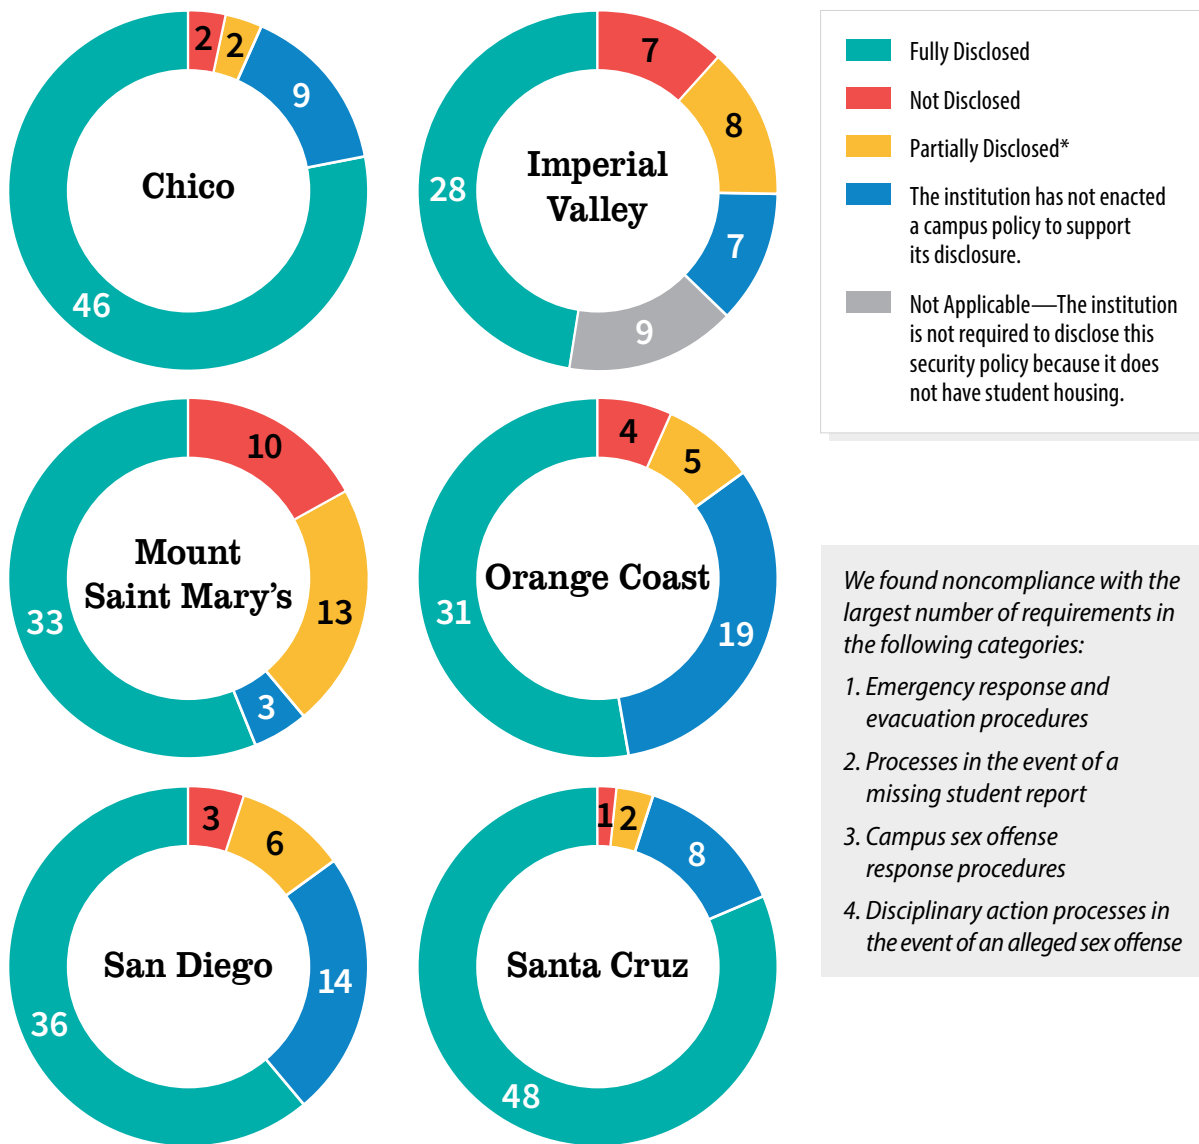 2
2
9
46
Chico
7
8
7
9
28
Imperial
Valley
Fully Disclosed
Not Disclosed
Partially Disclosed*
The institution has not enacted
a campus policy to support
its disclosure.
Not Applicable—The institution
is not required to disclose this
security policy because it does
not have student housing.
10
13
3
33
Mount
Saint Mary’s
4
5
19
31
Orange Coast
3
6
14
36
San Diego
1
2
8
48
Santa Cruz
We found noncompliance with the
largest number of requirements in
the following categories:
1. Emergency response and
evacuation procedures
2. Processes in the event of a
missing student report
3. Campus sex offense
response procedures
4. Disciplinary action processes in
the event of an alleged sex offense